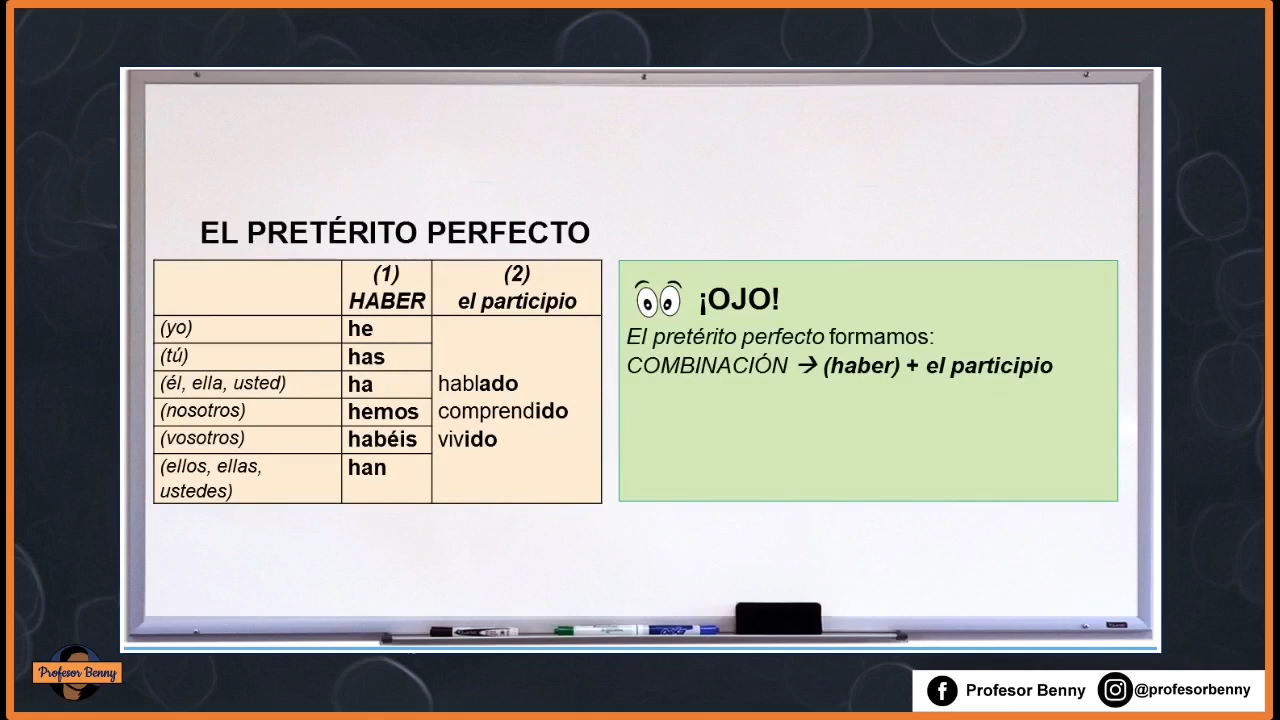 EL PRETÉRITO PERFECTO
(1) (2)
HABER el participio
(yo) he
(tú) has
(él, ella, usted) ha hablado
(nosotros) hemos comprendido
(vosotros) habéis vivido
(ellos, ellas, han
ustedes)
¡OJO!
El pretérito perfecto formamos:
COMBINACIÓN → (haber) + el participio
Profesor Benny
Profesor Benny @profesorbenny